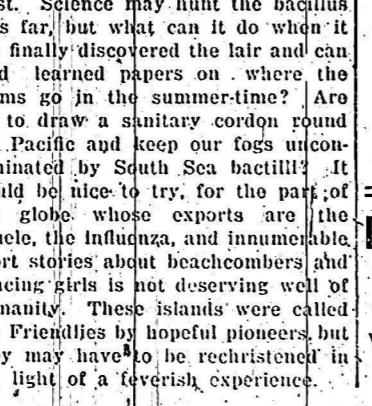 st. Science may hunt the bacillus
s far, but what can it do when it
finally discovered the lair and can
d learned papers on where the
ms go in the summer-time? Are
to draw a sanitary cordon round
Pacific and keep our fogs uncon-
minated by South Sea bactilli? It
uld be nice to try, for the part of
globe whose exports are the
uele, the influenza, and innumerable
rt stories about beachcombers and
ncing girls is not deserving well of
manity. These islands were called
Friendlies by hopeful pioneers, but
y may have to be rechristened in
light of a feverish experience.